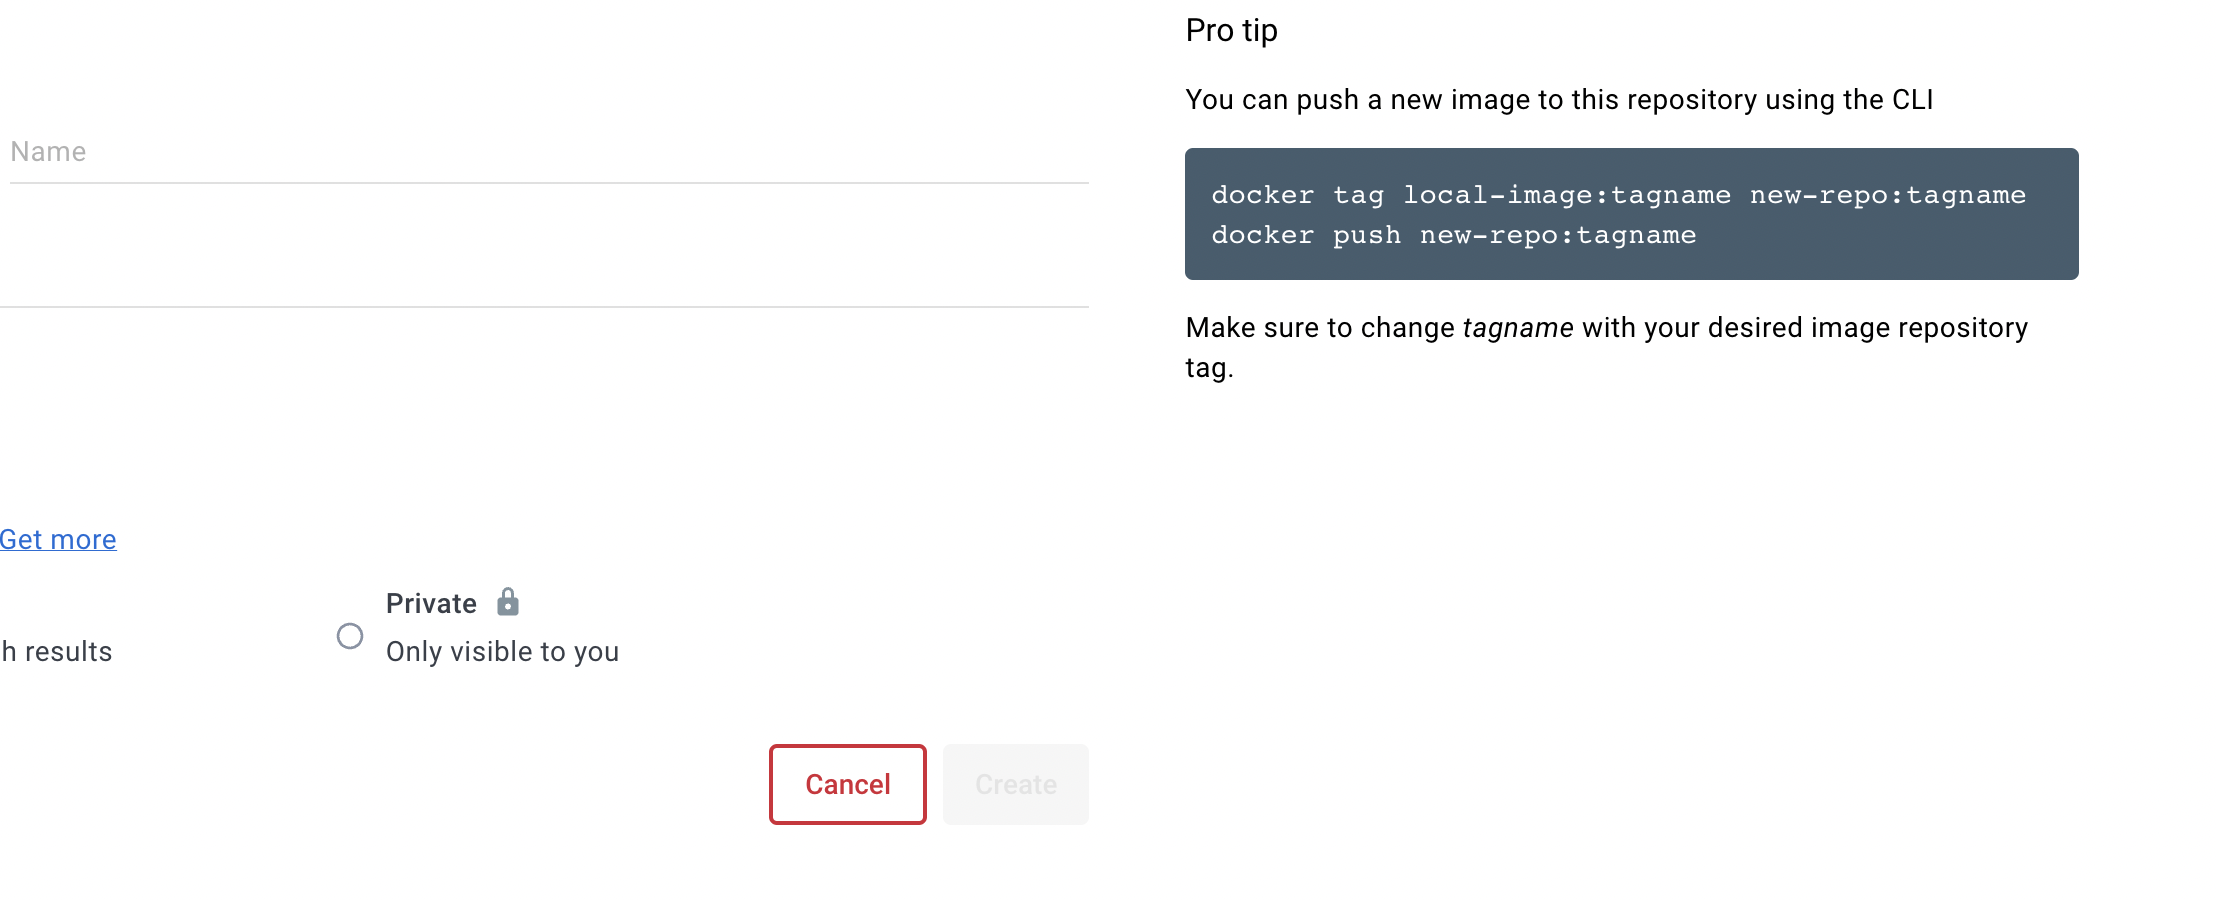 Pro tip
You can push a new image to this repository using the CLI
Name
docker tag local-image:tagname new-repo:tagname
docker push new-repo:tagname
Make sure to change tagname with your desired image repository
tag.
Get more
Private
h results
Only visible to you
Cancel
Create